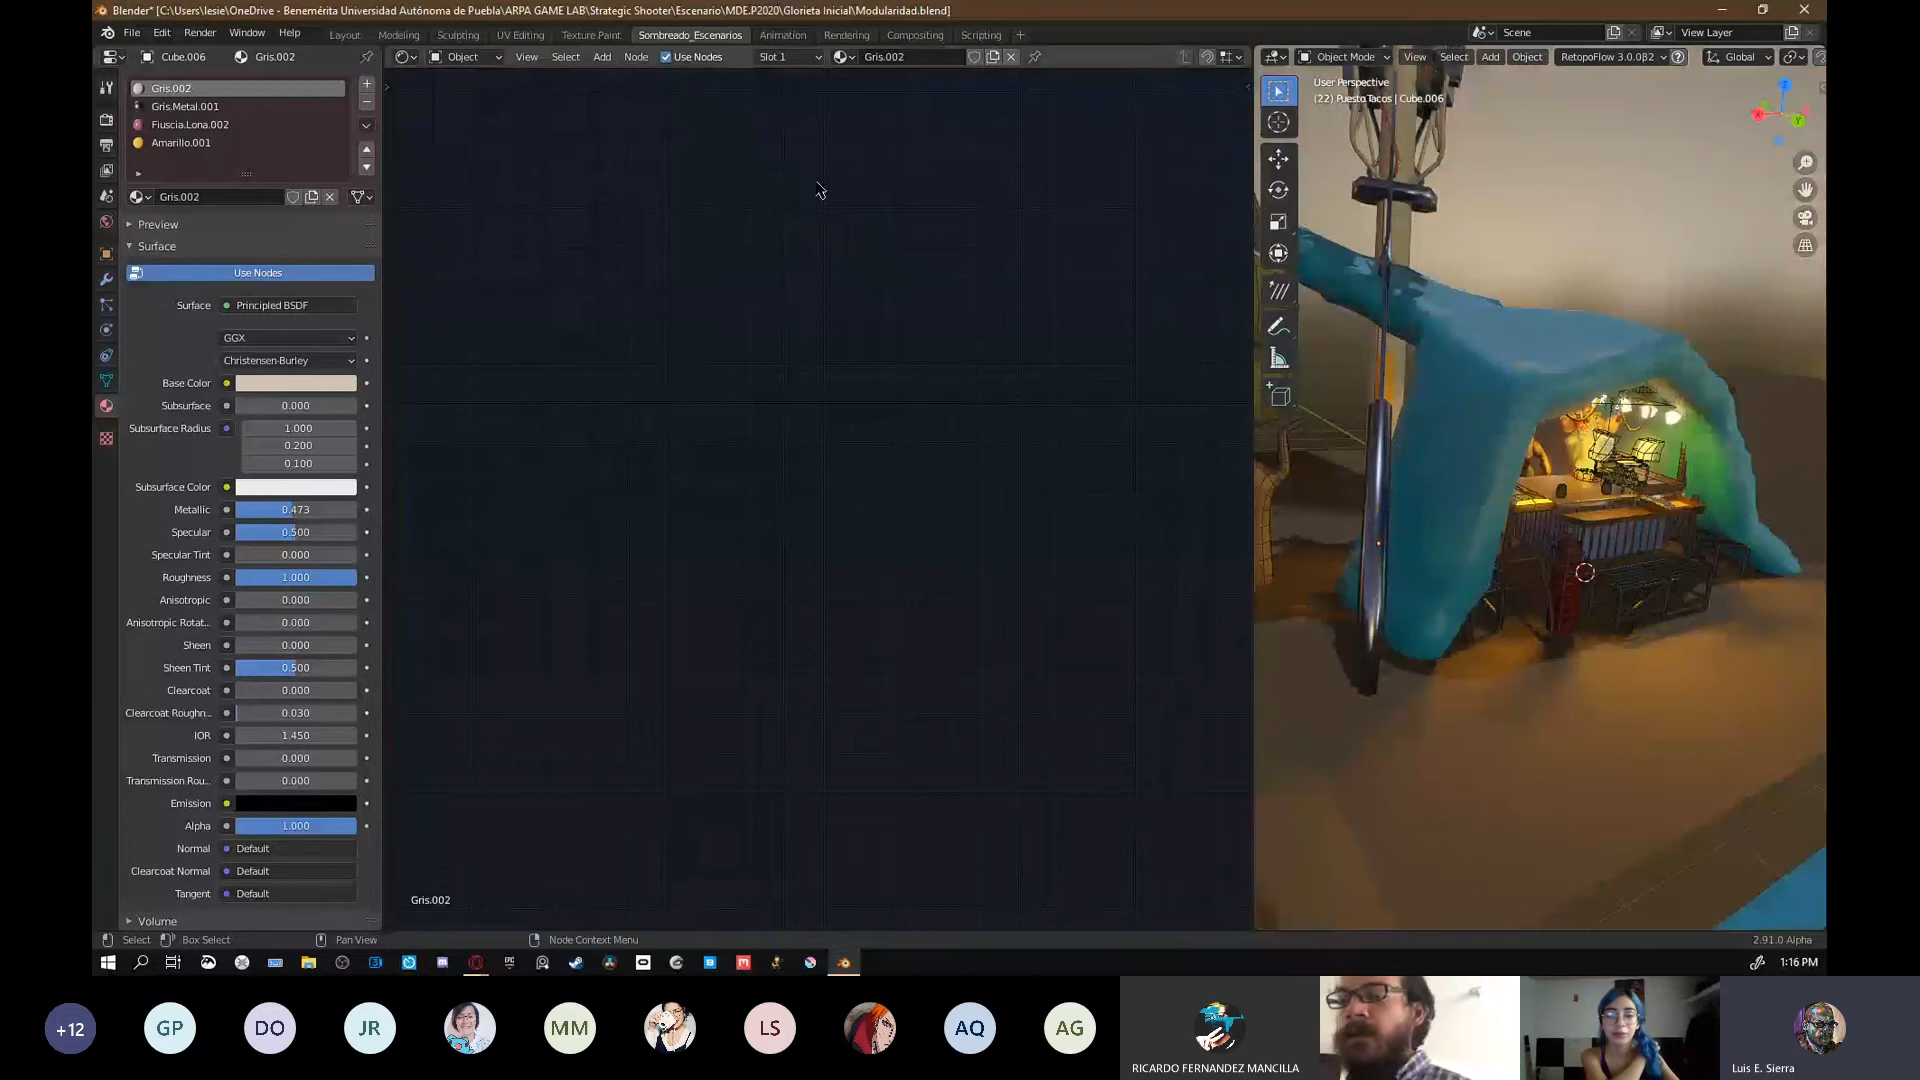 Blender* [C:\Users\lesie\OneDrive - Benemérita Universidad Autónoma de Puebla\ARPA GAME LAB\Strategic Shooter\Escenario\MDE.P2020\Glorieta Inicial\Modularidad.blend]
File Edit Render Window Help Layout Modeling Sculpting UV Editing Texture Paint Sombreado_Escenarios Animation Rendering Compositing Scripting + Scene View Layer
Cube.006 Gris.002 Object View Select Add Node Use Nodes Slot 1 Gris.002 Object Mode View Select Add Object RetopoFlow 3.0.0β2 Global
Gris.002
Gris.Metal.001
Fiuscia.Lona.002
Amarillo.001
Gris.002
Preview
Surface
Use Nodes
Surface Principled BSDF
GGX
Christensen-Burley
Base Color
Subsurface 0.000
Subsurface Radius 1.000
0.200
0.100
Subsurface Color
Metallic 0.473
Specular 0.500
Specular Tint 0.000
Roughness 1.000
Anisotropic 0.000
Anisotropic Rotat... 0.000
Sheen 0.000
Sheen Tint 0.500
Clearcoat 0.000
Clearcoat Roughn... 0.030
IOR 1.450
Transmission 0.000
Transmission Rou... 0.000
Emission
Alpha 1.000
Normal Default
Clearcoat Normal Default
Tangent Default
Volume
Gris.002
User Perspective
(22) PuestoTacos | Cube.006
X
Y
Z
Select Box Select Pan View Node Context Menu 2.91.0 Alpha
EPIC
1:16 PM
+12 GP DO JR MM LS AQ AG
RICARDO FERNANDEZ MANCILLA
Luis E. Sierra